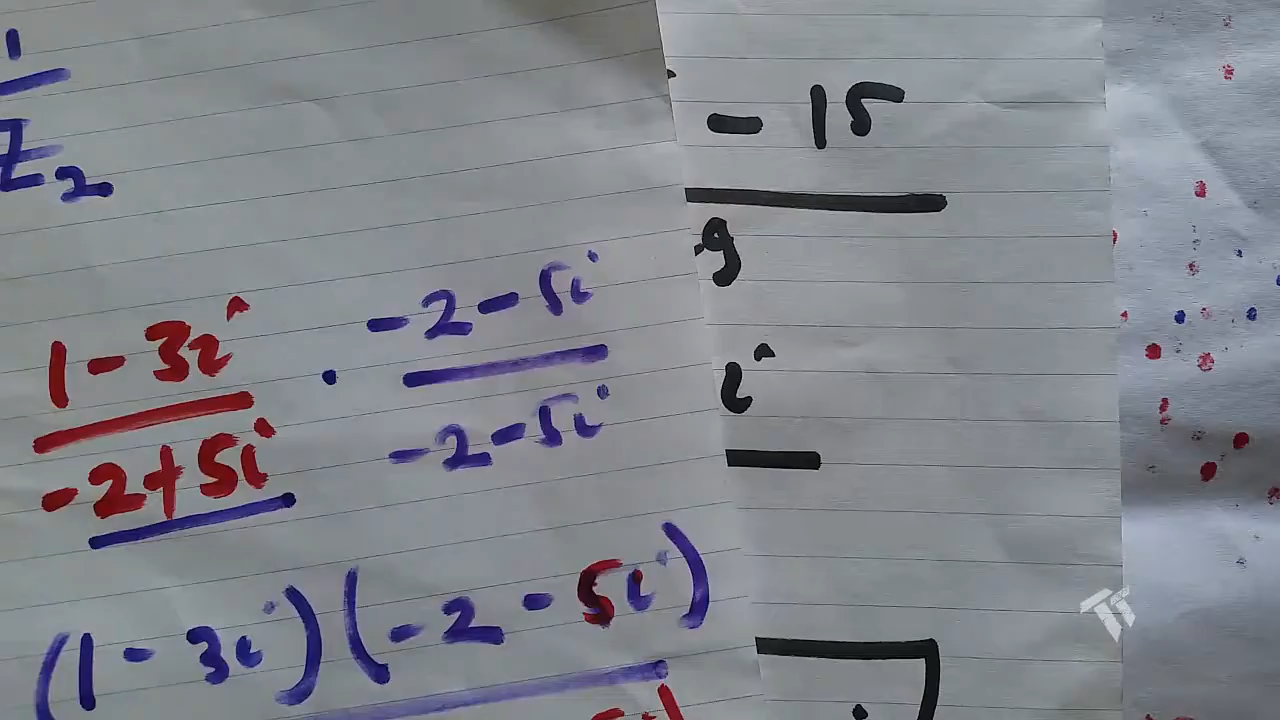 1
Z2
1-3i . -2-5i
-2+5i -2-5i
(1-3i)(-2-5i)
-15
9
i